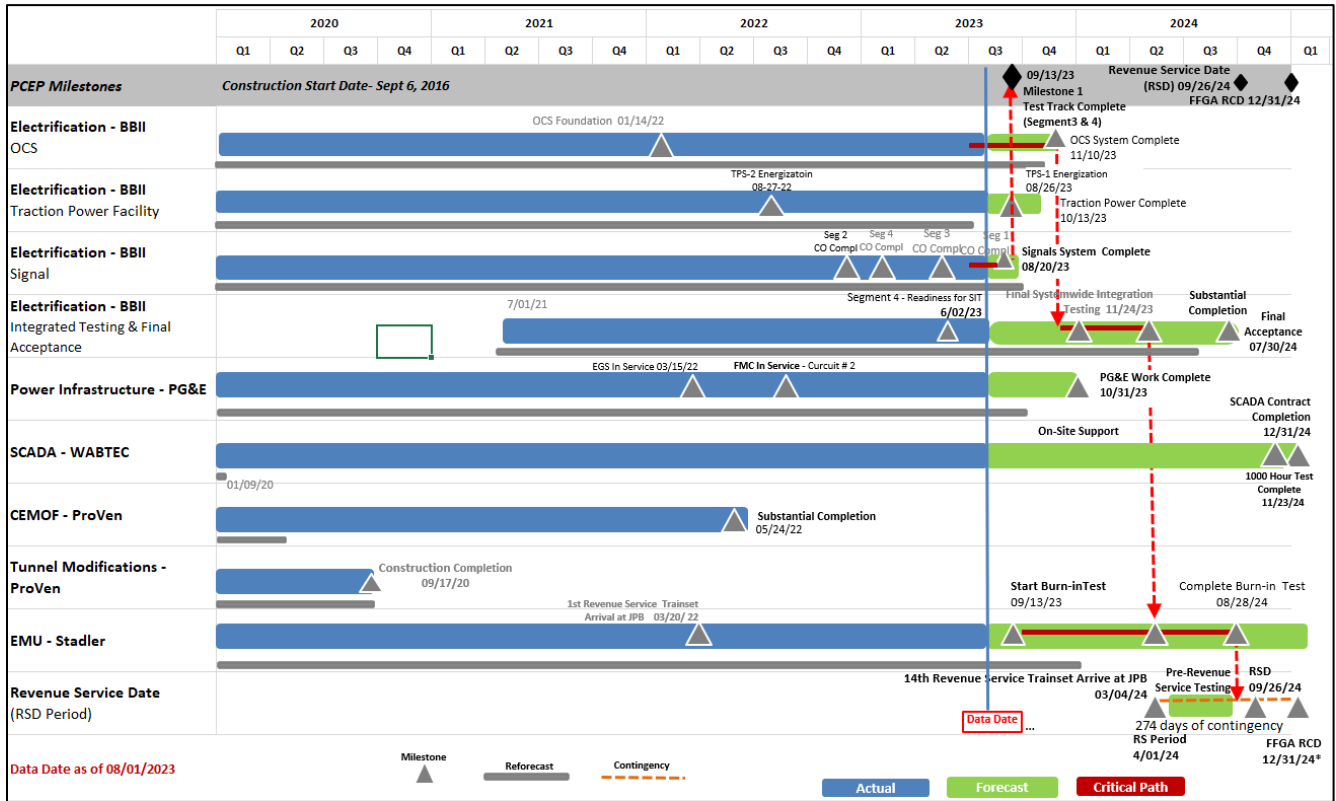 2020 2021 2022 2023 2024
Q1 Q2 Q3 Q4 Q1 Q2 Q3 Q4 Q1 Q2 Q3 Q4 Q1 Q2 Q3 Q4 Q1 Q2 Q3 Q4 Q1
PCEP Milestones
Construction Start Date- Sept 6, 2016
09/13/23
Milestone 1
Test Track Complete
(Segment3 & 4)
Revenue Service Date
(RSD) 09/26/24
FFGA RCD 12/31/24
Electrification - BBII
OCS
OCS Foundation 01/14/22
OCS System Complete
11/10/23
Electrification - BBII
Traction Power Facility
TPS-2 Energizatoin
08-27-22
TPS-1 Energization
08/26/23
Traction Power Complete
10/13/23
Electrification - BBII
Signal
Seg 2
CO Compl
Seg 4
CO Compl
Seg 3
CO Compl
Seg 1
CO Compl
Signals System Complete
08/20/23
Electrification - BBII
Integrated Testing & Final
Acceptance
7/01/21
Segment 4 - Readiness for SIT
6/02/23
Final Systemwide Integration
Testing 11/24/23
Substantial
Completion
Final
Acceptance
07/30/24
Power Infrastructure - PG&E
EGS In Service 03/15/22
FMC In Service - Curcuit # 2
PG&E Work Complete
10/31/23
SCADA - WABTEC
01/09/20
On-Site Support
SCADA Contract
Completion
12/31/24
1000 Hour Test
Complete
11/23/24
CEMOF - ProVen
Substantial Completion
05/24/22
Tunnel Modifications -
ProVen
Construction Completion
09/17/20
EMU - Stadler
1st Revenue Service Trainset
Arrival at JPB 03/20/ 22
Start Burn-inTest
09/13/23
Complete Burn-in Test
08/28/24
Revenue Service Date
(RSD Period)
14th Revenue Service Trainset Arrive at JPB
03/04/24
Pre-Revenue
Service Testing
RSD
09/26/24
Data Date ...
274 days of contingency
RS Period
4/01/24
FFGA RCD
12/31/24*
Data Date as of 08/01/2023
Milestone
Reforecast
Contingency
Actual
Forecast
Critical Path